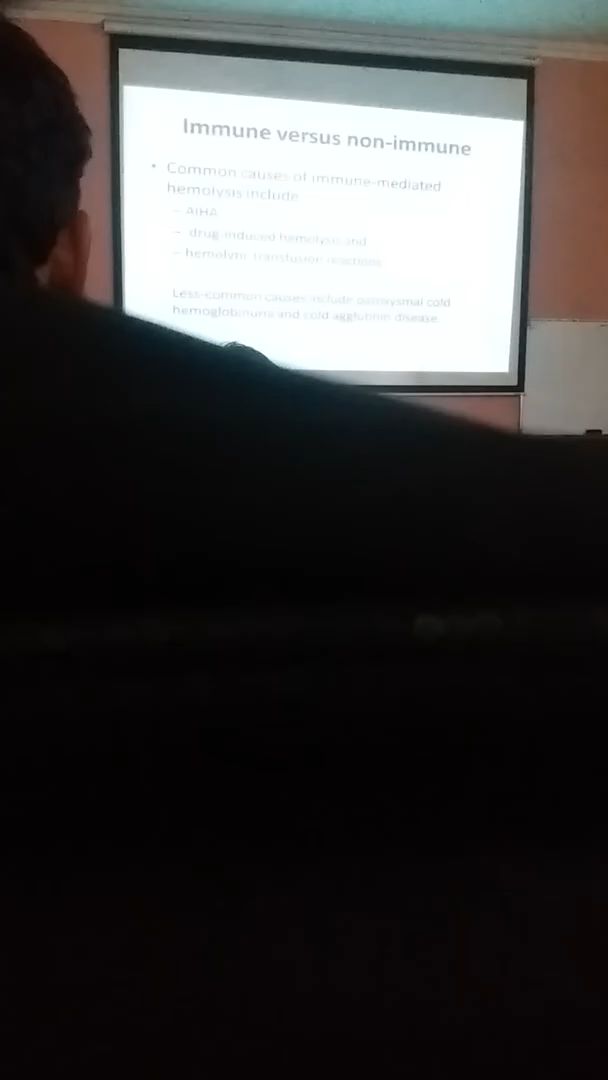 Immune versus non-immune
• Common causes of immune-mediated
hemolysis include
– AIHA
– drug-induced hemolysis and
– hemolytic transfusion reactions
Less-common causes include paroxysmal cold
hemoglobinuria and cold agglutinin disease